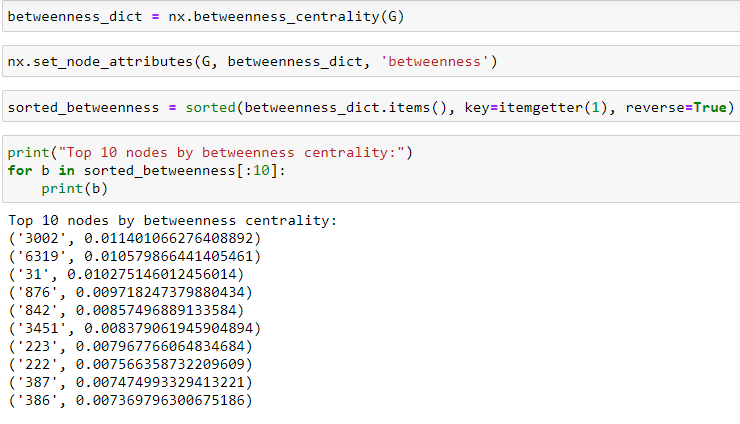 betweenness_dict = nx.betweenness_centrality(G)
nx.set_node_attributes(G, betweenness_dict, 'betweenness')
sorted_betweenness = sorted(betweenness_dict.items(), key=itemgetter(1), reverse=True)
print("Top 10 nodes by betweenness centrality:")
for b in sorted_betweenness[:10]:
    print(b)
Top 10 nodes by betweenness centrality:
('3002', 0.011401066276408892)
('6319', 0.010579866441405461)
('31', 0.010275146012456014)
('876', 0.009718247379880434)
('842', 0.00857496889133584)
('3451', 0.008379061945904894)
('223', 0.007967766064834684)
('222', 0.007566358732209609)
('387', 0.007474993329413221)
('386', 0.007369796300675186)